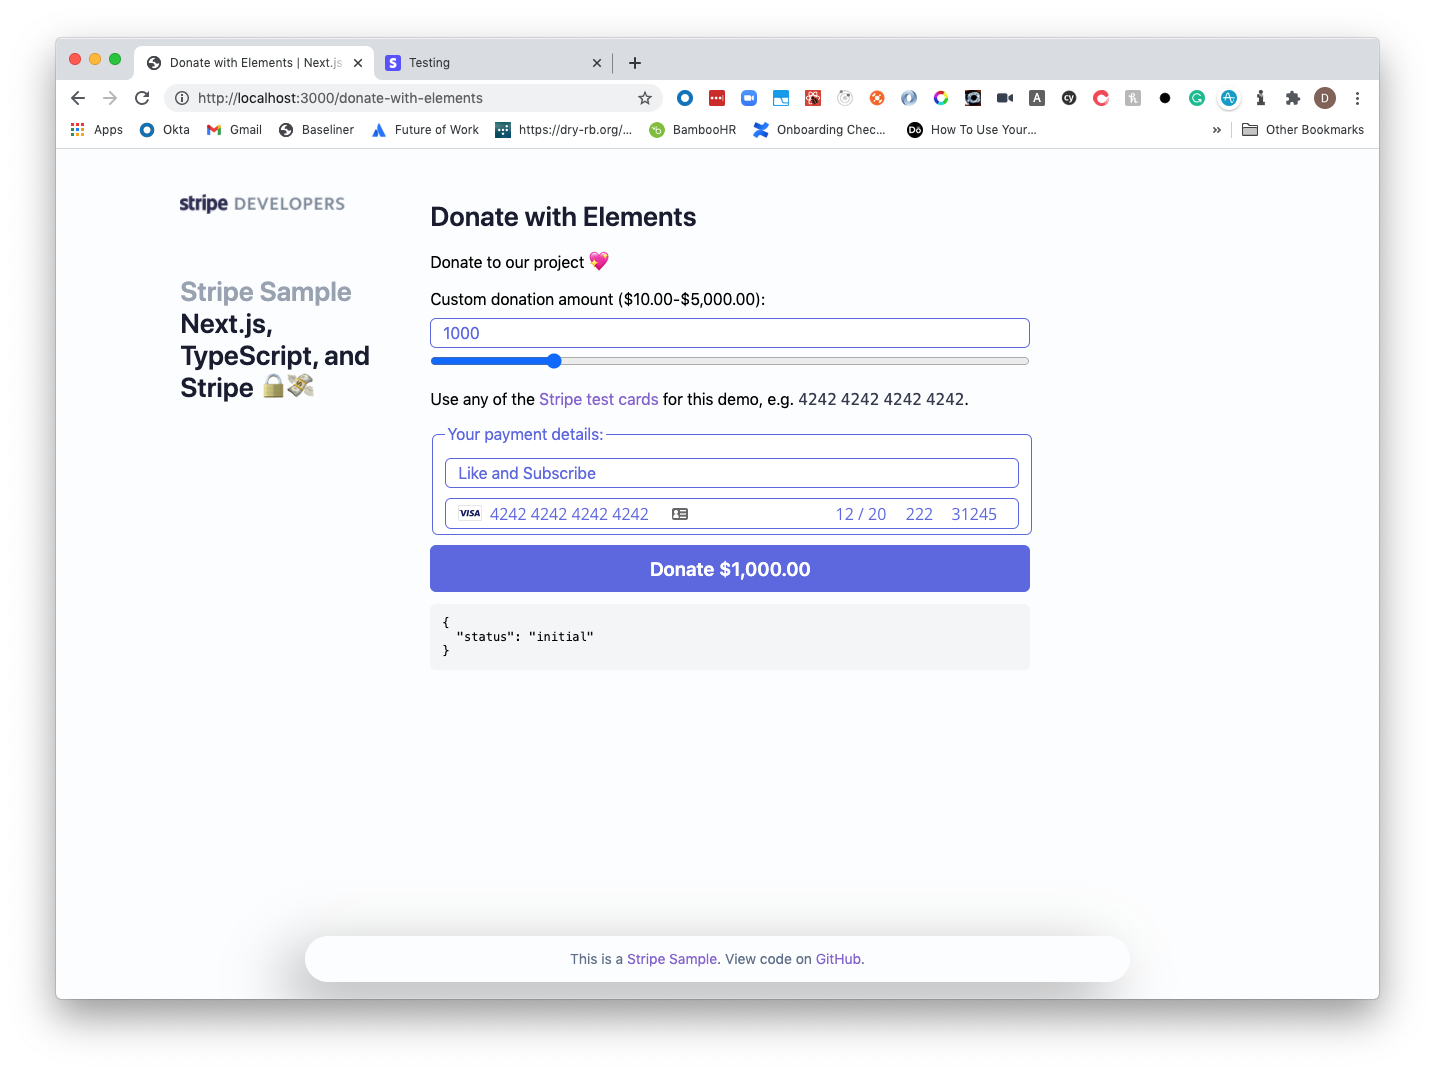 Donate with Elements | Next.js
Testing
http://localhost:3000/donate-with-elements
D
Apps
Okta
Gmail
Baseliner
Future of Work
https://dry-rb.org/...
BambooHR
Onboarding Chec...
How To Use Your...
»
Other Bookmarks
stripe DEVELOPERS
Stripe Sample
Next.js,
TypeScript, and
Stripe 🔒💸
Donate with Elements
Donate to our project 💖
Custom donation amount ($10.00-$5,000.00):
1000
Use any of the Stripe test cards for this demo, e.g. 4242 4242 4242 4242.
Your payment details:
Like and Subscribe
VISA 4242 4242 4242 4242 12 / 20 222 31245
Donate $1,000.00
{
"status": "initial"
}
This is a Stripe Sample. View code on GitHub.